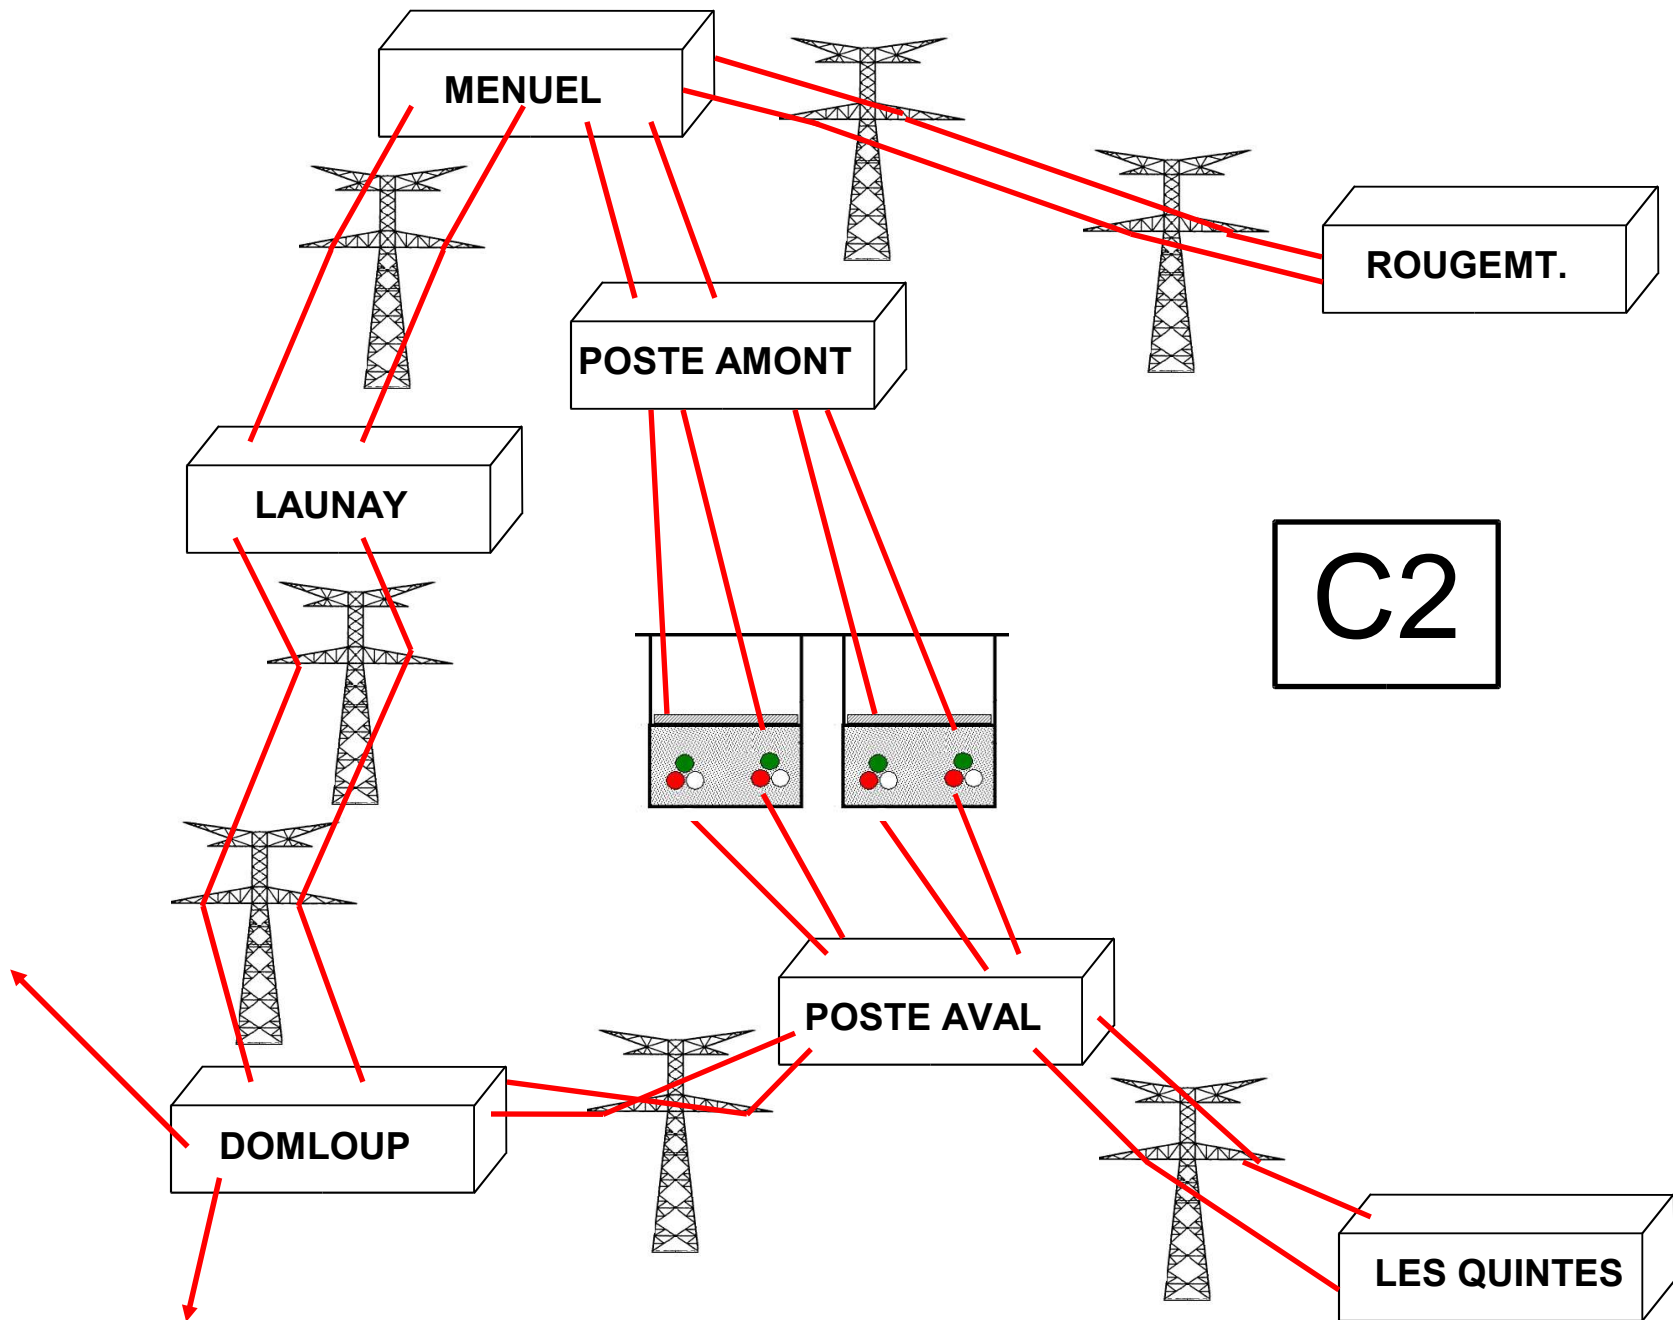 MENUEL
ROUGEMT.
POSTE AMONT
LAUNAY
C2
POSTE AVAL
DOMLOUP
LES QUINTES